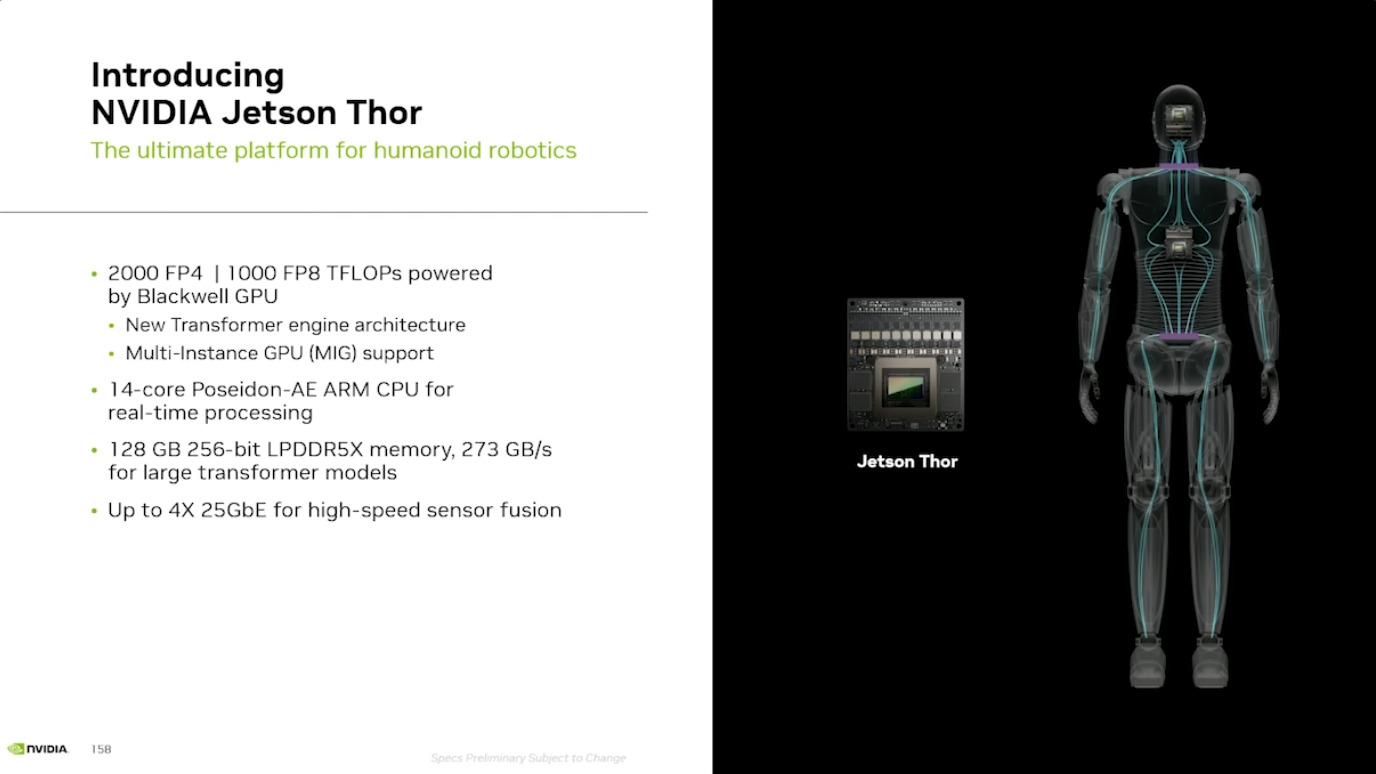 Introducing
NVIDIA Jetson Thor
The ultimate platform for humanoid robotics
• 2000 FP4 | 1000 FP8 TFLOPs powered
by Blackwell GPU
• New Transformer engine architecture
• Multi-Instance GPU (MIG) support
• 14-core Poseidon-AE ARM CPU for
real-time processing
• 128 GB 256-bit LPDDR5X memory, 273 GB/s
for large transformer models
• Up to 4X 25GbE for high-speed sensor fusion
Jetson Thor
NVIDIA
158
Specs Preliminary Subject to Change